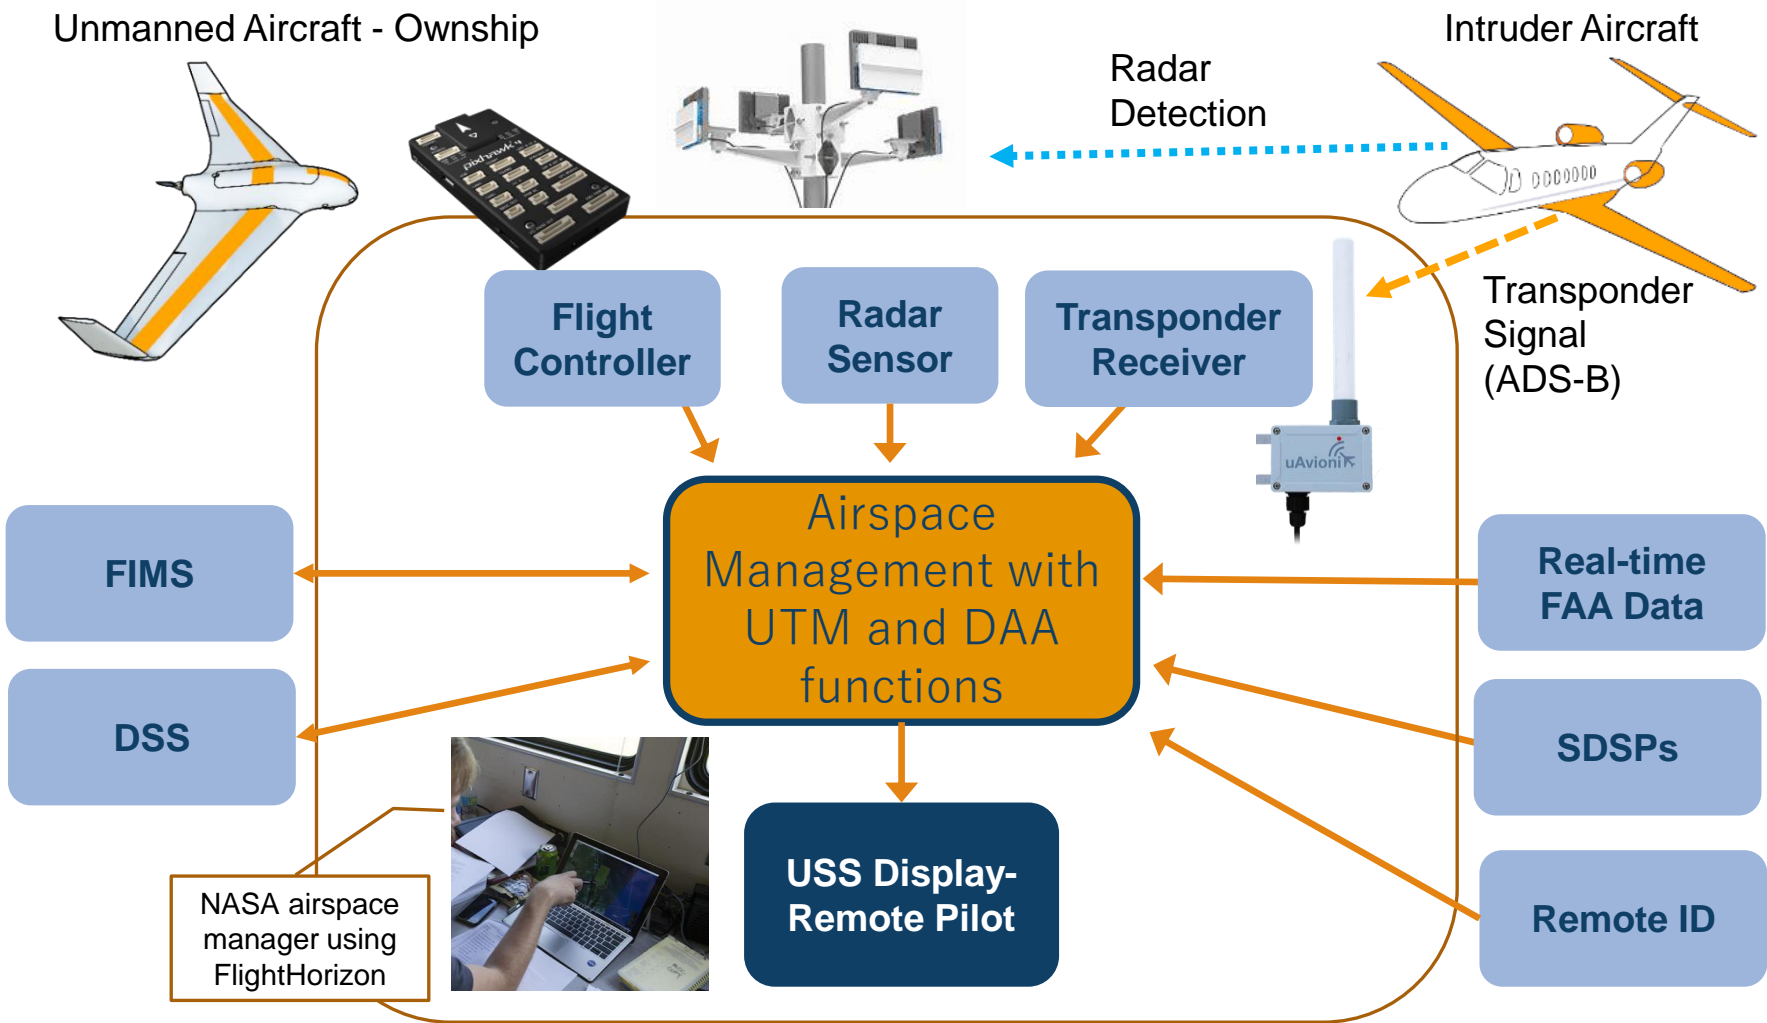 Unmanned Aircraft - Ownship
Intruder Aircraft
Radar
Detection
pixhawk 4
Transponder
Signal
(ADS-B)
Flight
Controller
Radar
Sensor
Transponder
Receiver
uAvionix
Airspace
Management with
UTM and DAA
functions
FIMS
DSS
Real-time
FAA Data
SDSPs
Remote ID
USS Display-
Remote Pilot
NASA airspace
manager using
FlightHorizon